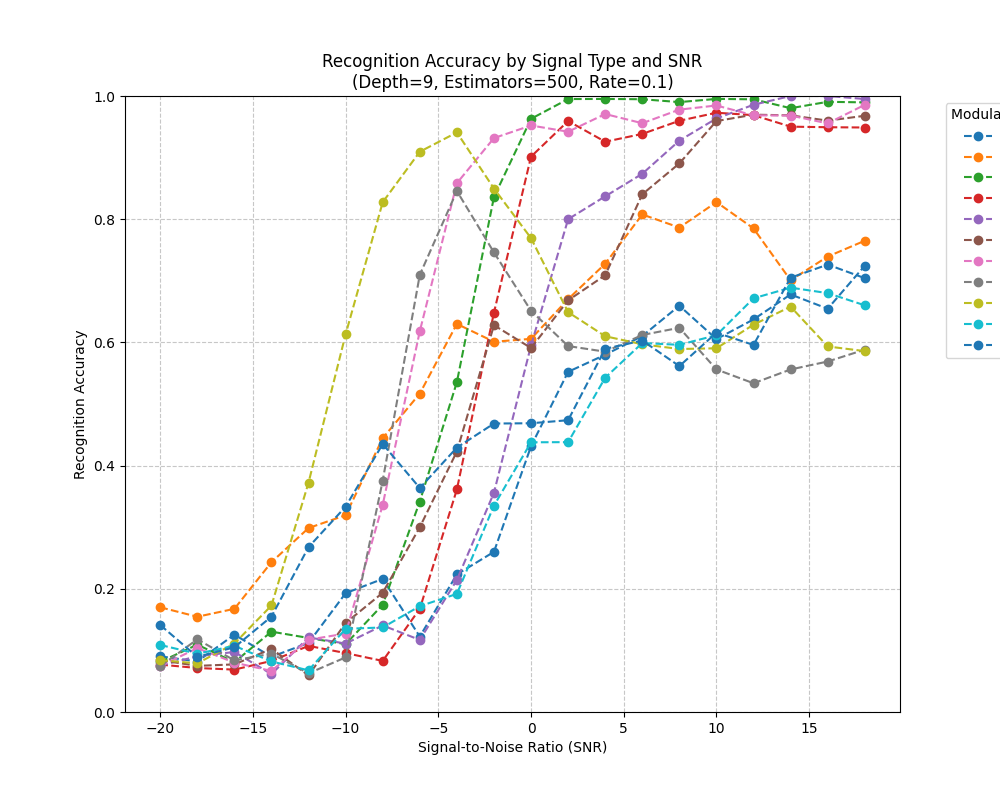 Recognition Accuracy by Signal Type and SNR
(Depth=9, Estimators=500, Rate=0.1)
1.0
0.8
0.6
0.4
0.2
0.0
Recognition Accuracy
−20
−15
−10
−5
0
5
10
15
Signal-to-Noise Ratio (SNR)
Modula